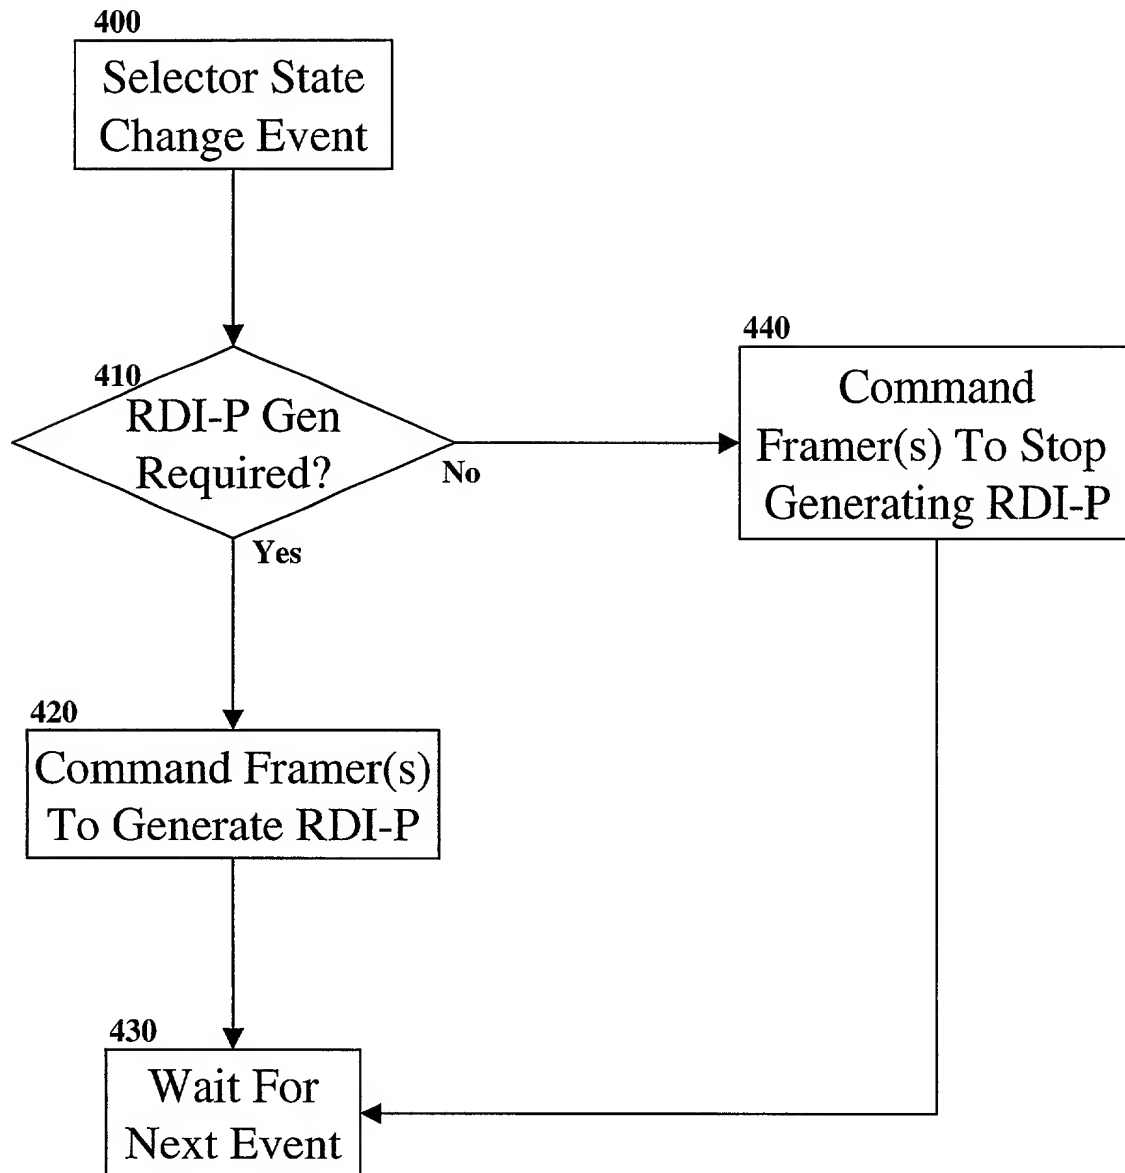 400
Selector State
Change Event
410
RDI-P Gen
Required?
No
Yes
440
Command
Framer(s) To Stop
Generating RDI-P
420
Command Framer(s)
To Generate RDI-P
430
Wait For
Next Event